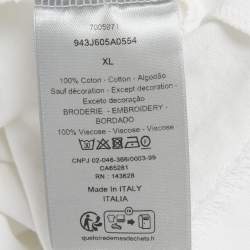 7005071
943J605A0554
XL
100% Coton - Cotton - Algodão
Sauf décoration - Except decoration -
Exceto decoração
BRODERIE - EMBROIDERY -
BORDADO
100% Viscose - Viscose - Viscose
CNPJ 02-046-366/0003-99
CA65281
RN : 143828
Made In ITALY
ITALIA
quefairedemesdechets.fr